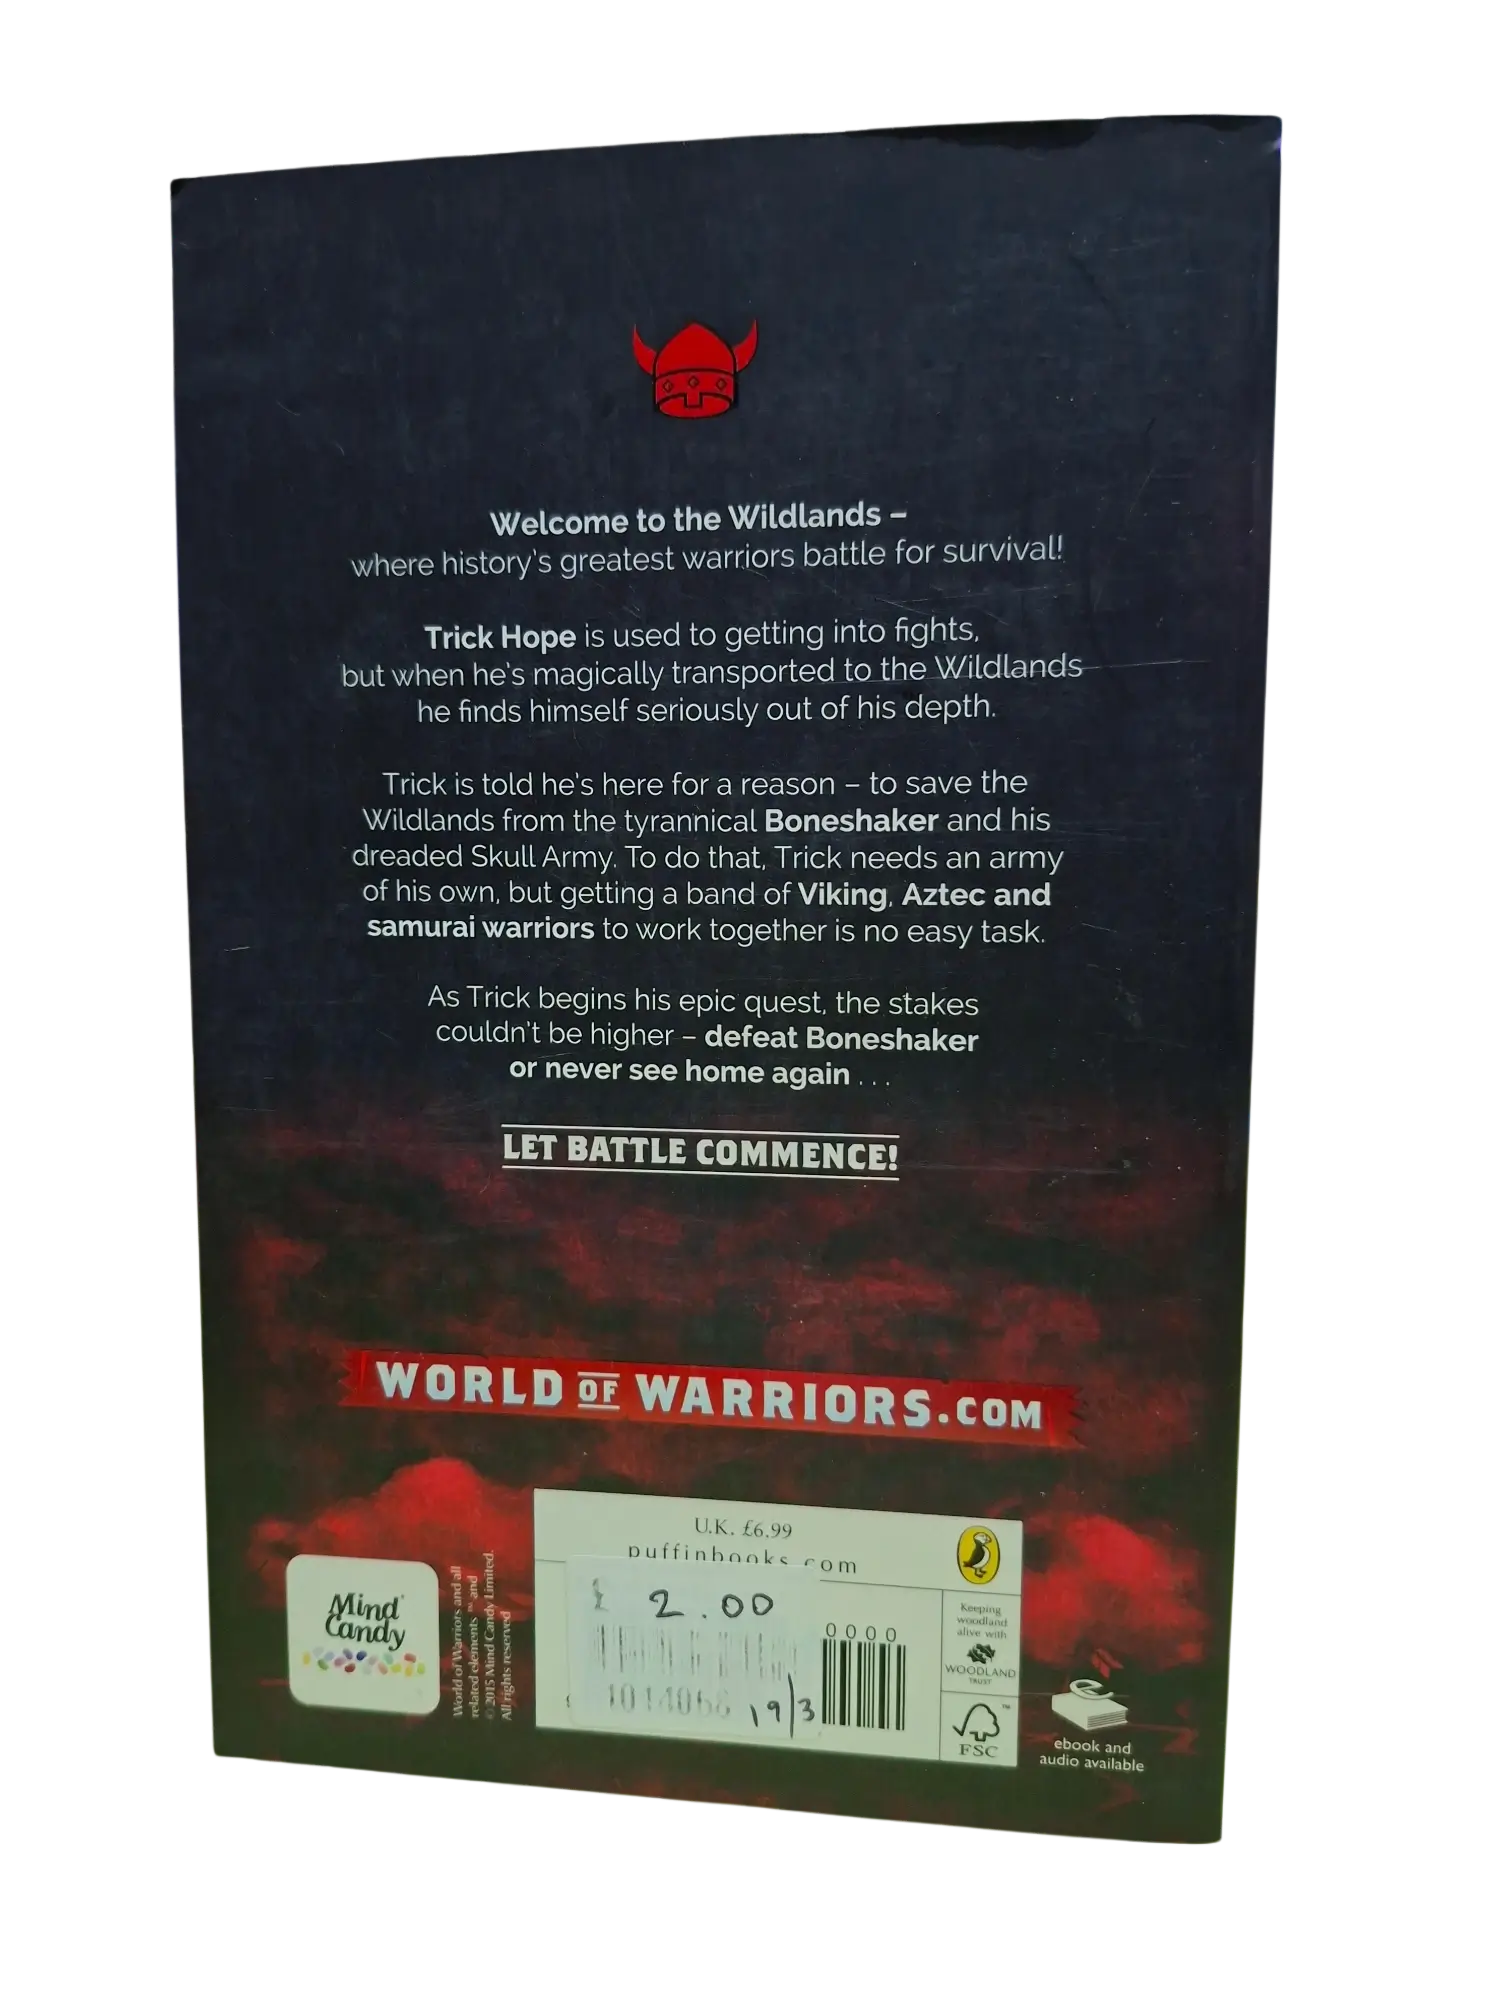 Welcome to the Wildlands –
where history's greatest warriors battle for survival!
Trick Hope is used to getting into fights,
but when he's magically transported to the Wildlands
he finds himself seriously out of his depth.
Trick is told he's here for a reason – to save the
Wildlands from the tyrannical Boneshaker and his
dreaded Skull Army. To do that, Trick needs an army
of his own, but getting a band of Viking, Aztec and
samurai warriors to work together is no easy task.
As Trick begins his epic quest, the stakes
couldn't be higher – defeat Boneshaker
or never see home again . . .
LET BATTLE COMMENCE!
WORLD OF WARRIORS.COM
Mind
Candy
World of Warriors and all
related elements ™ and
© 2015 Mind Candy Limited.
All rights reserved
U.K. £6.99
puffinbooks.com
£ 2.00
19/3
0000
Keeping
woodland
alive with
WOODLAND
TRUST
™
FSC
e
ebook and
audio available